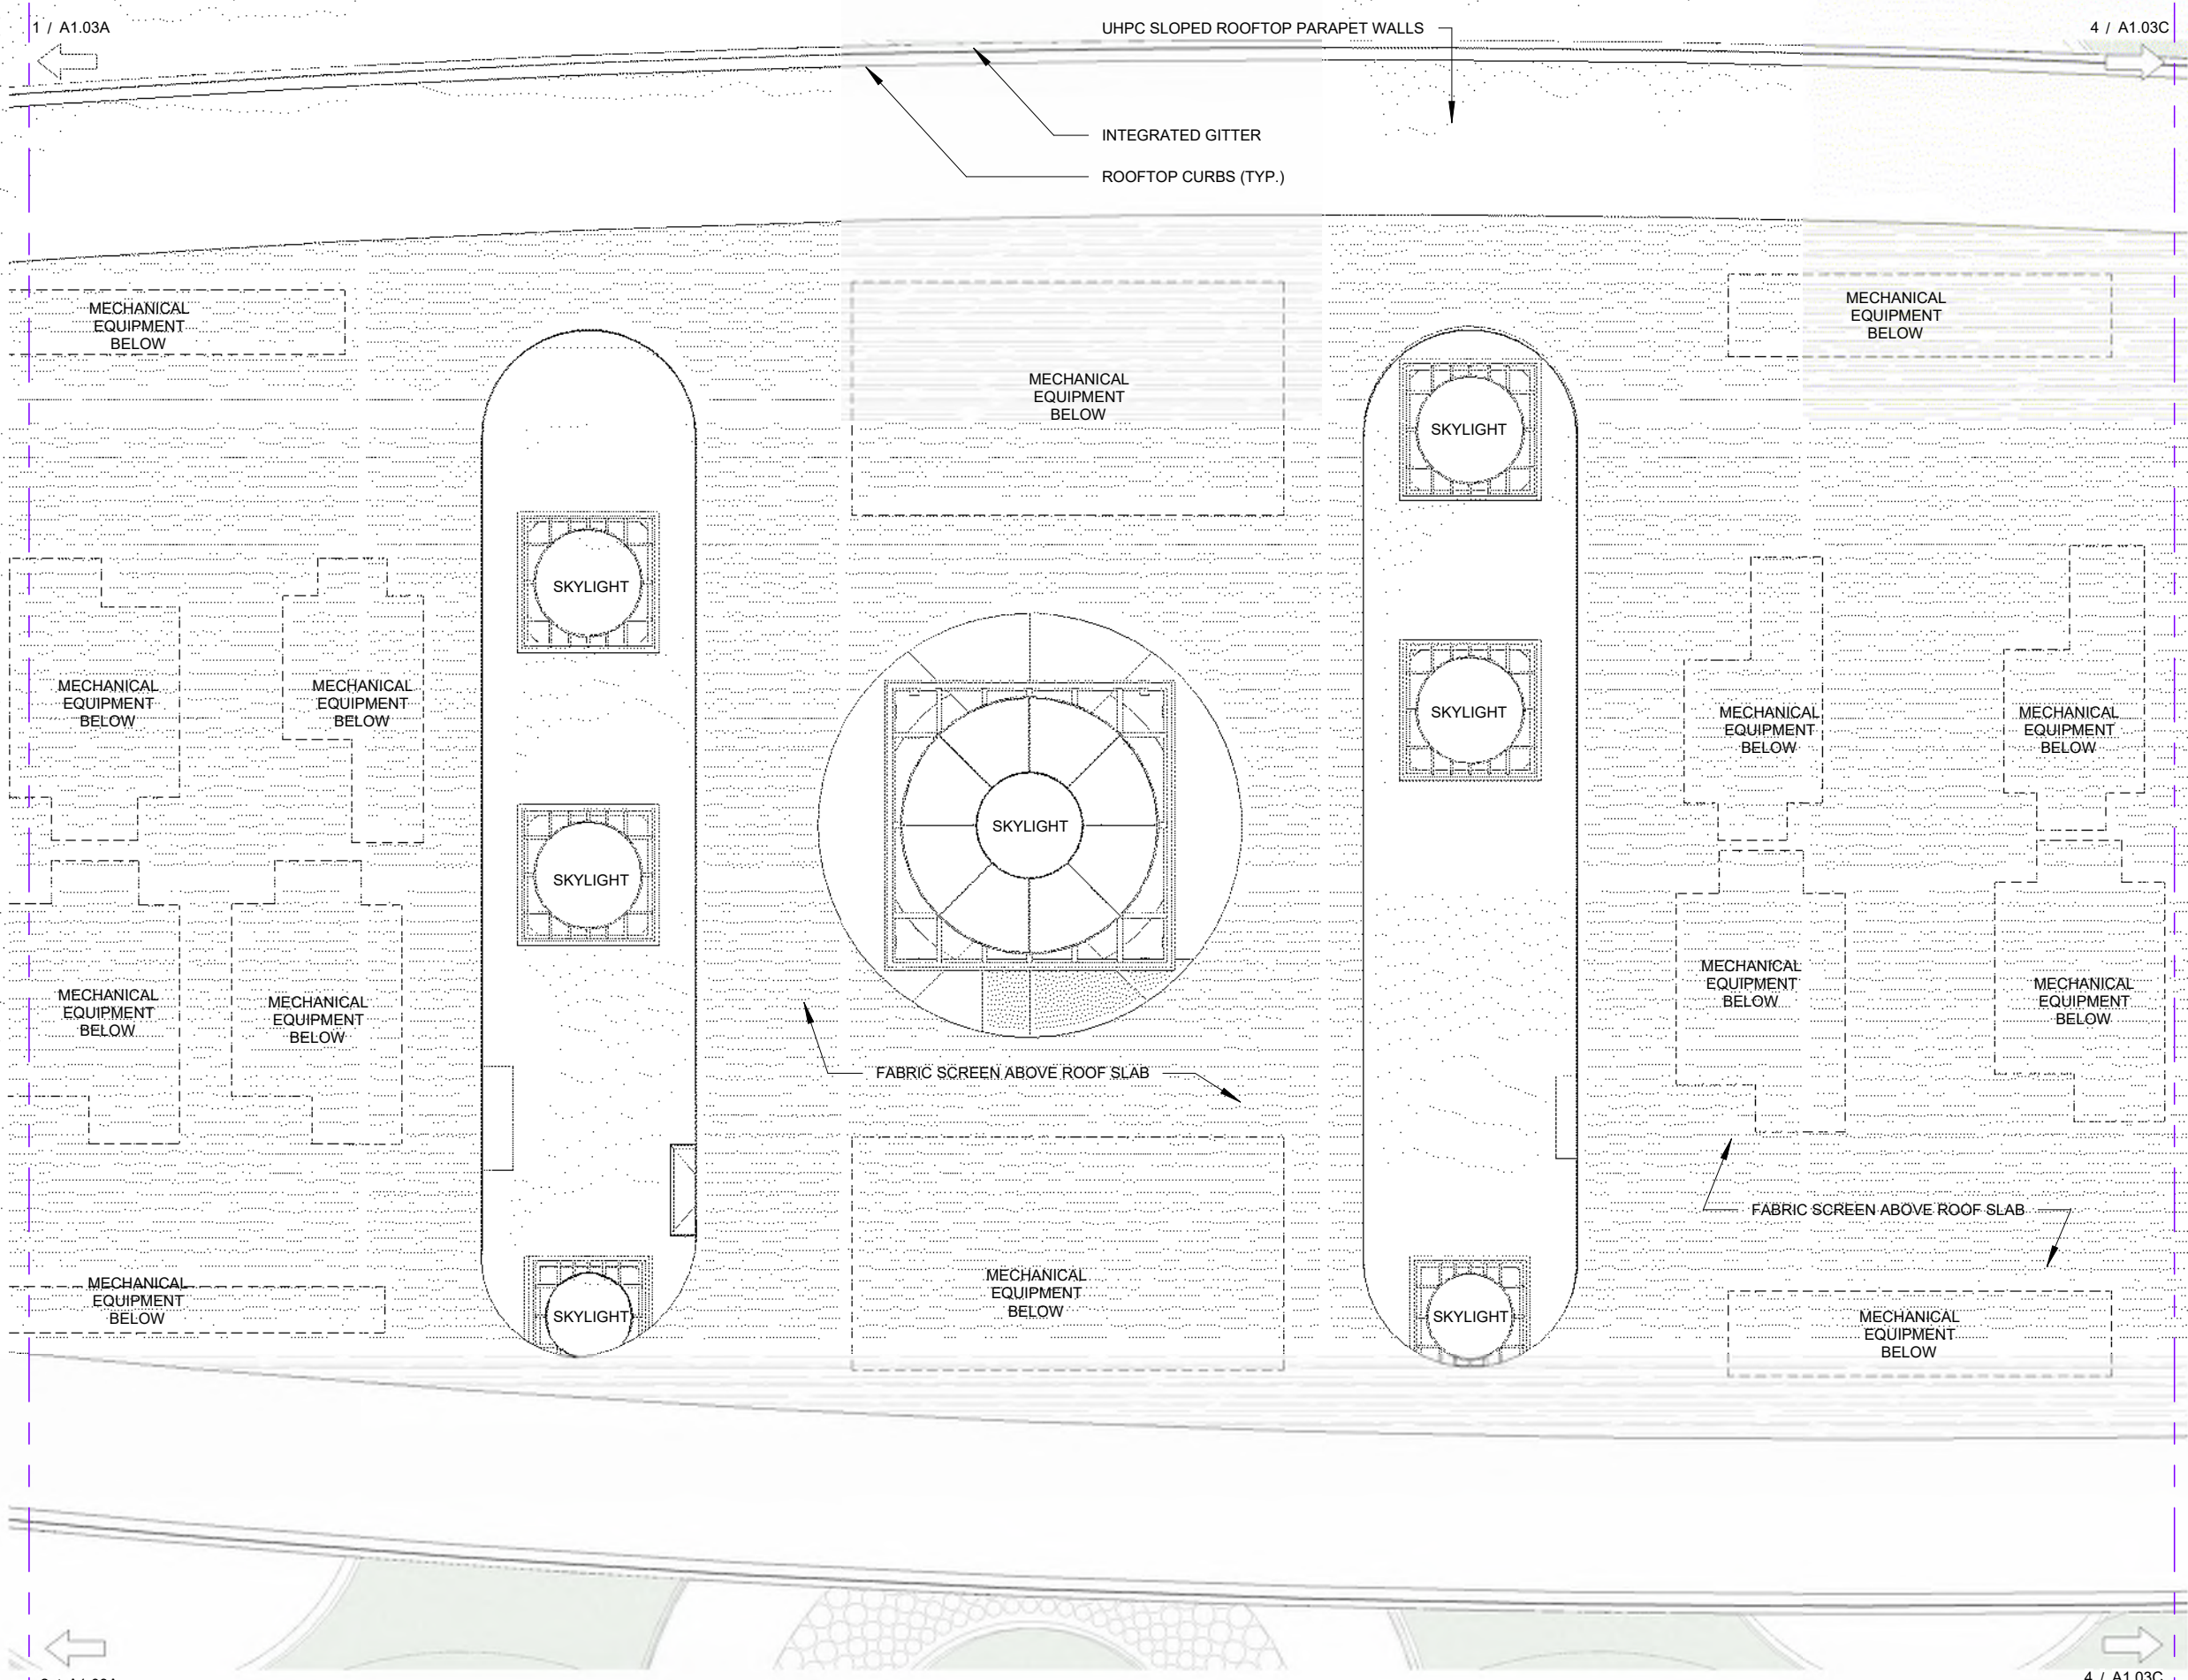 1 / A1.03A
UHPC SLOPED ROOFTOP PARAPET WALLS
4 / A1.03C
INTEGRATED GITTER
ROOFTOP CURBS (TYP.)
MECHANICAL
EQUIPMENT
BELOW
MECHANICAL
EQUIPMENT
BELOW
MECHANICAL
EQUIPMENT
BELOW
SKYLIGHT
SKYLIGHT
MECHANICAL
EQUIPMENT
BELOW
MECHANICAL
EQUIPMENT
BELOW
SKYLIGHT
MECHANICAL
EQUIPMENT
BELOW
MECHANICAL
EQUIPMENT
BELOW
SKYLIGHT
SKYLIGHT
MECHANICAL
EQUIPMENT
BELOW
MECHANICAL
EQUIPMENT
BELOW
MECHANICAL
EQUIPMENT
BELOW
MECHANICAL
EQUIPMENT
BELOW
FABRIC SCREEN ABOVE ROOF SLAB
FABRIC SCREEN ABOVE ROOF SLAB
MECHANICAL
EQUIPMENT
BELOW
SKYLIGHT
MECHANICAL
EQUIPMENT
BELOW
SKYLIGHT
MECHANICAL
EQUIPMENT
BELOW
4 / A1.03C